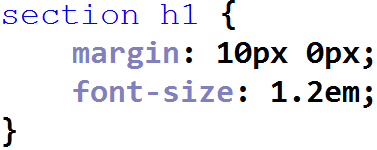 section h1 {
    margin: 10px 0px;
    font-size: 1.2em;
}